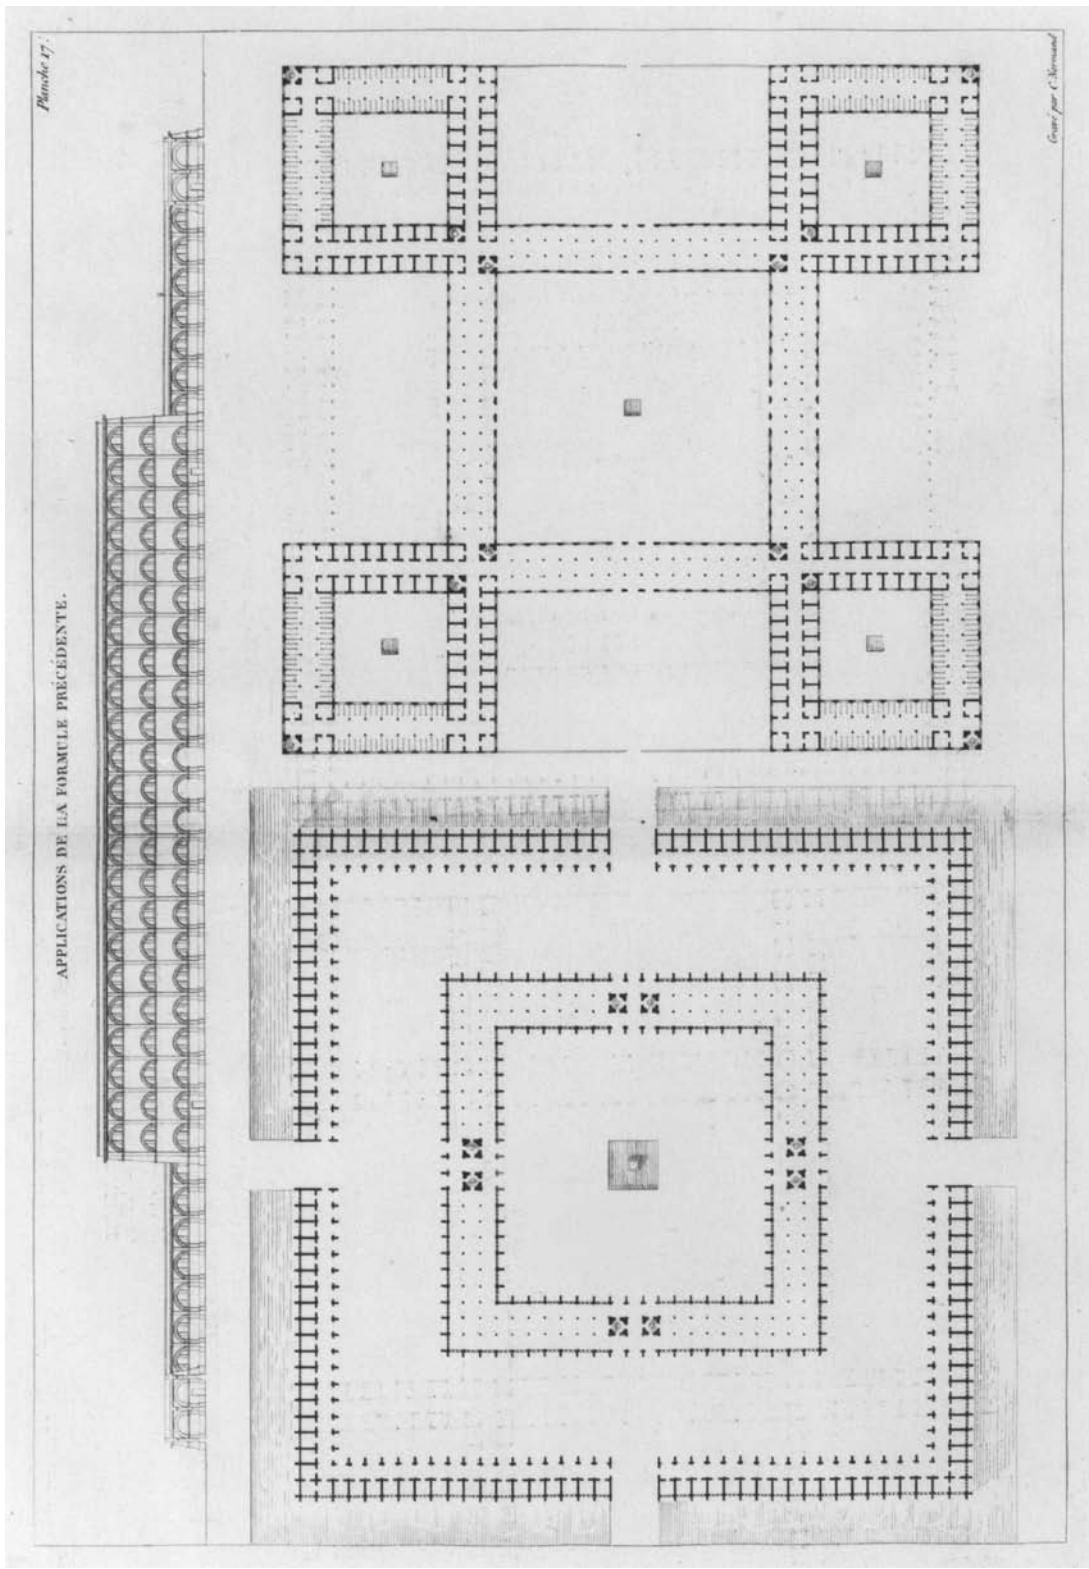 Planche 17.
APPLICATIONS DE LA FORMULE PRÉCÉDENTE.
Gravé par C. Normand